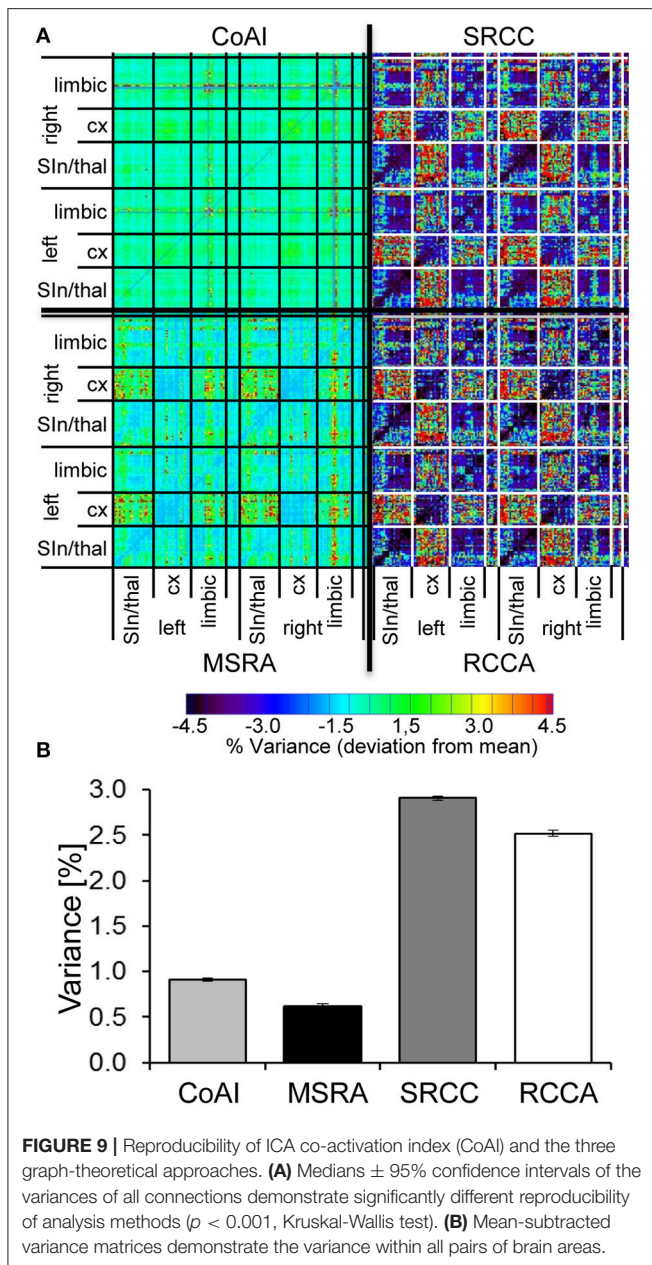 A
CoAI SRCC
limbic
right cx
SIn/thal
limbic
left cx
SIn/thal
limbic
right cx
SIn/thal
limbic
left cx
SIn/thal
SIn/thal cx limbic SIn/thal cx limbic SIn/thal cx limbic SIn/thal cx limbic
left right left right
MSRA RCCA
-4.5 -3.0 -1.5 1,5 3.0 4.5
% Variance (deviation from mean)
B
Variance [%]
3.0
2.5
2.0
1.5
1.0
0.5
0.0
CoAI MSRA SRCC RCCA
FIGURE 9 | Reproducibility of ICA co-activation index (CoAI) and the three
graph-theoretical approaches. (A) Medians ± 95% confidence intervals of the
variances of all connections demonstrate significantly different reproducibility
of analysis methods (p < 0.001, Kruskal-Wallis test). (B) Mean-subtracted
variance matrices demonstrate the variance within all pairs of brain areas.